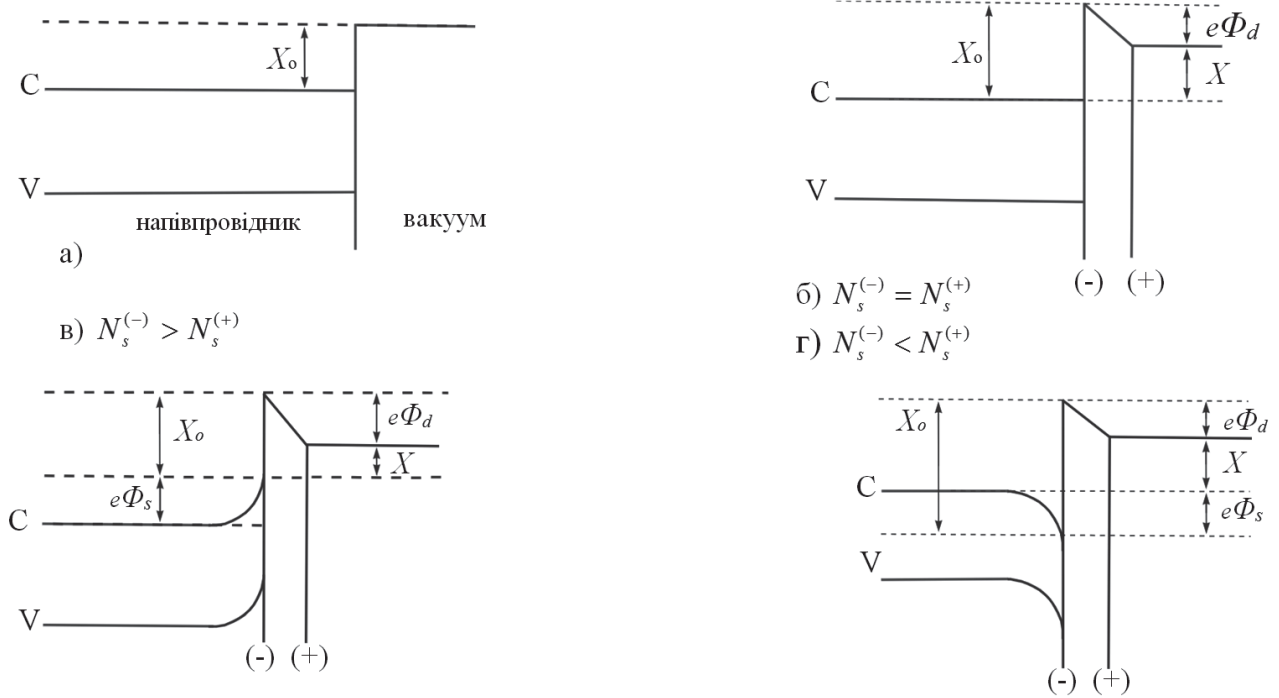 X₀
C
V
напівпровідник вакуум
а)
eΦ_d
X₀
X
C
V
(-) (+)
б) N_s^(−) = N_s^(+)
в) N_s^(−) > N_s^(+)
г) N_s^(−) < N_s^(+)
X₀
eΦ_d
X
eΦ_s
C
V
(-) (+)
X₀
eΦ_d
X
C
eΦ_s
V
(-) (+)